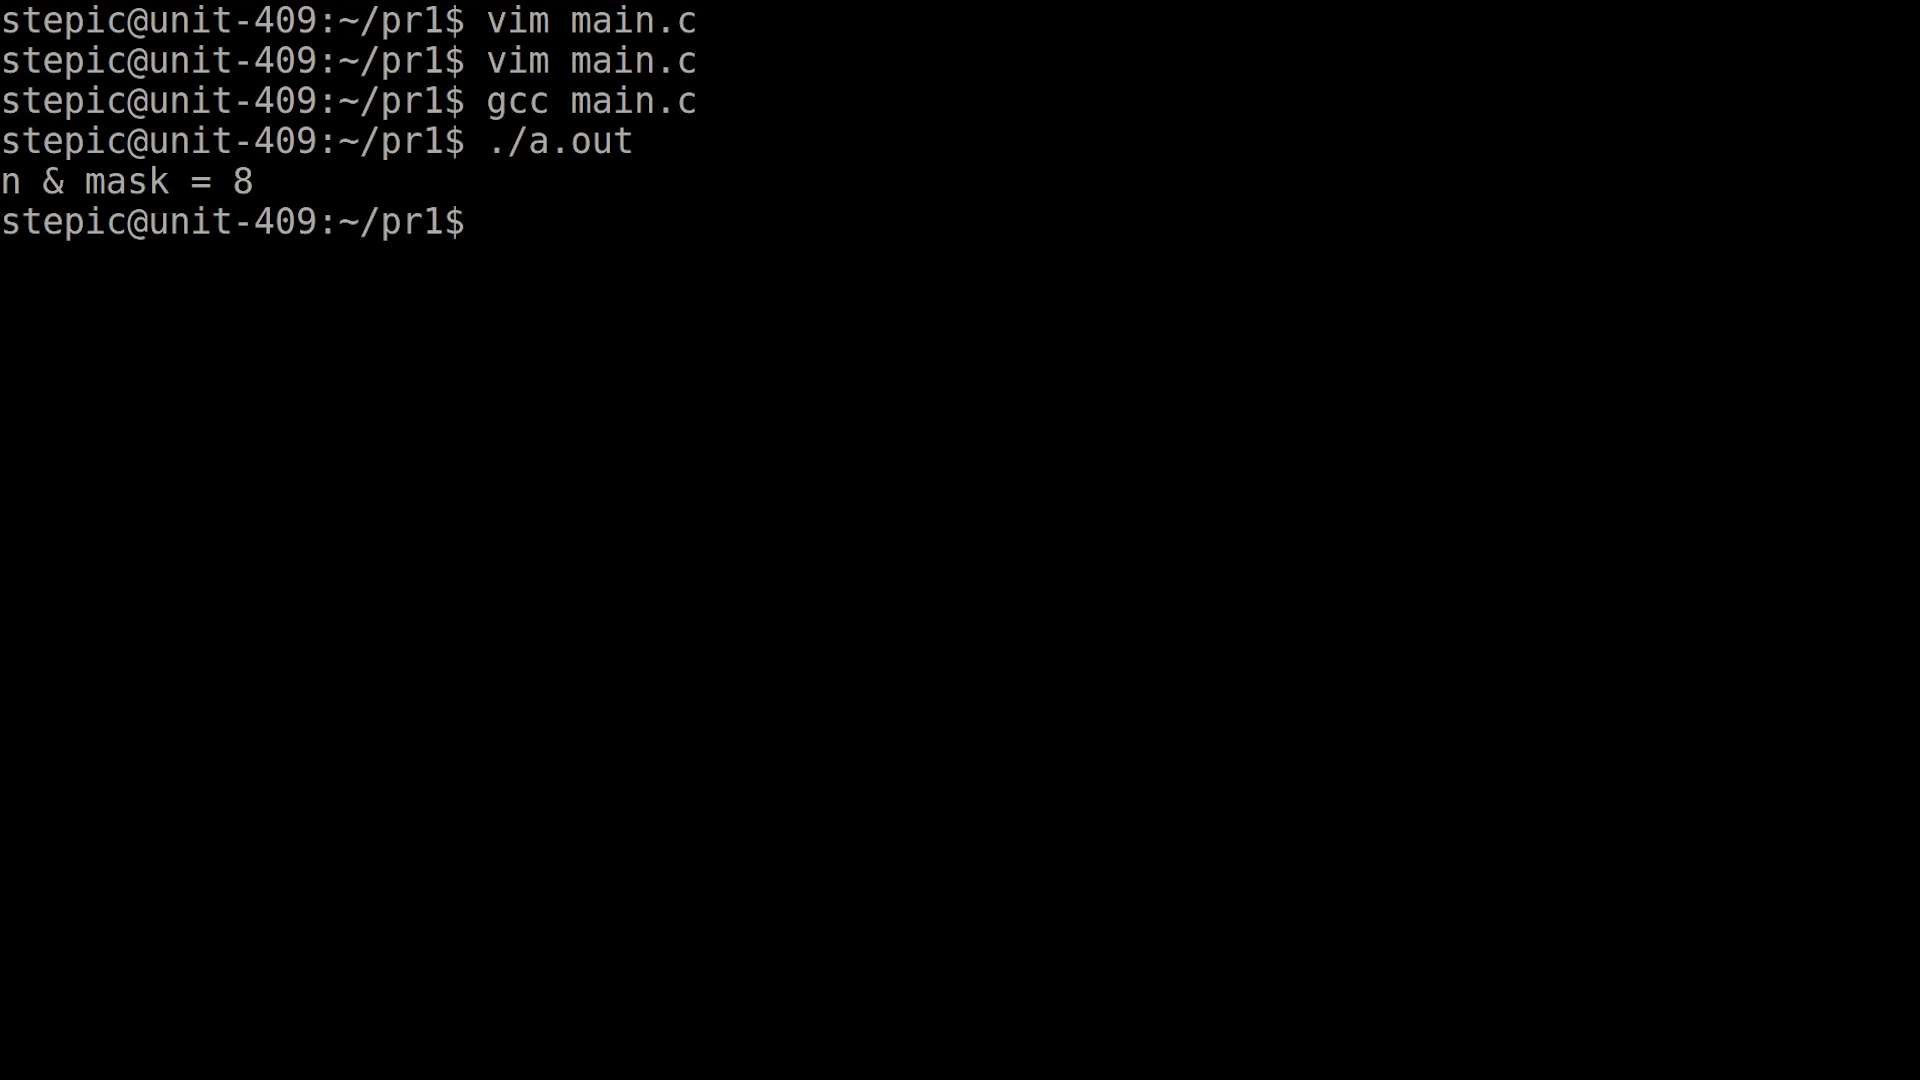 stepic@unit-409:~/pr1$ vim main.c
stepic@unit-409:~/pr1$ vim main.c
stepic@unit-409:~/pr1$ gcc main.c
stepic@unit-409:~/pr1$ ./a.out
n & mask = 8
stepic@unit-409:~/pr1$